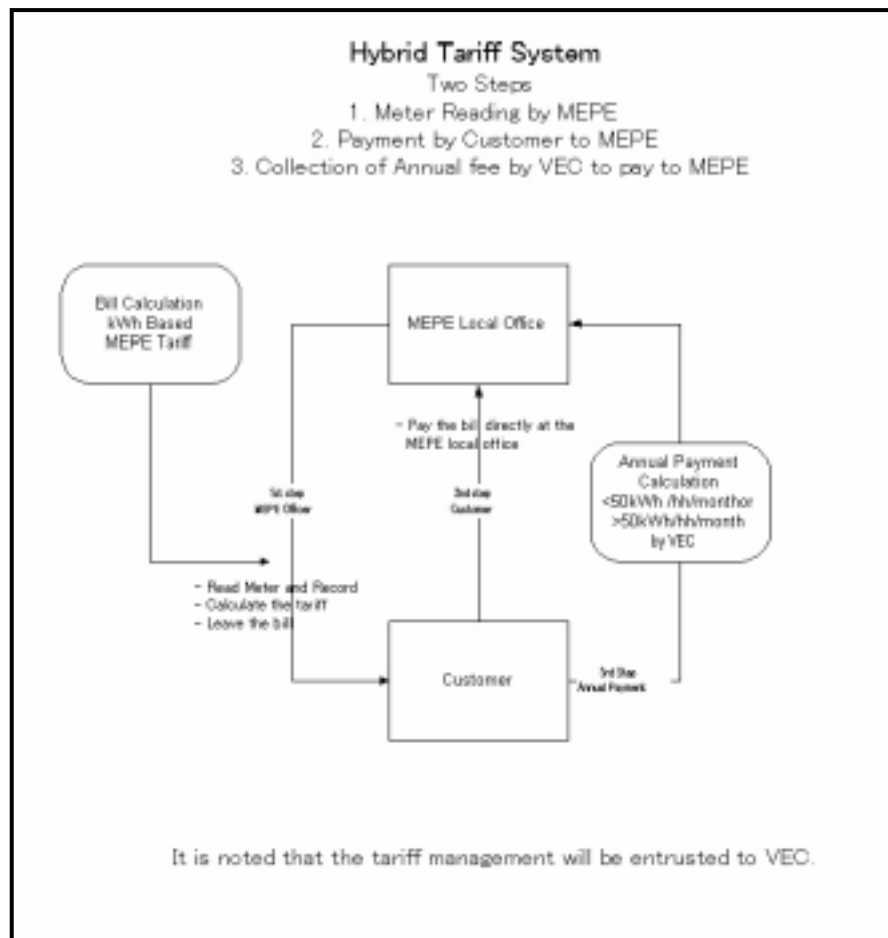 Hybrid Tariff System
Two Steps
1. Meter Reading by MEPE
2. Payment by Customer to MEPE
3. Collection of Annual fee by VEC to pay to MEPE
Bill Calculation
kWh Based
MEPE Tariff
MEPE Local Office
- Pay the bill directly at the
MEPE local office
Annual Payment
Calculation
<50kWh /hh/monthor
>50kWh/hh/month
by VEC
1st step
MEPE Officer
3rd step
Customer
- Read Meter and Record
- Calculate the tariff
- Leave the bill
Customer
3rd Step
Annual Payment
It is noted that the tariff management will be entrusted to VEC.